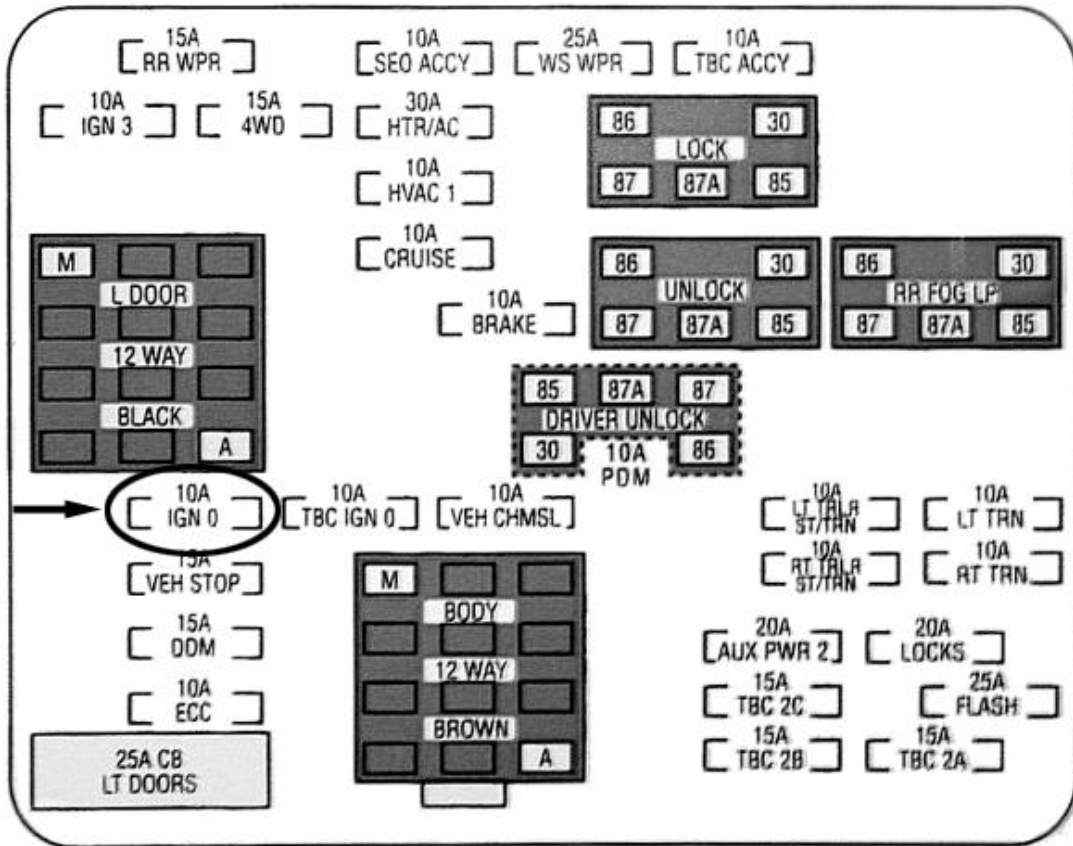 15A
RR WPR
10A
SEO ACCY
25A
WS WPR
10A
TBC ACCY
10A
IGN 3
15A
4WD
30A
HTR/AC
86
30
LOCK
87
87A
85
10A
HVAC 1
10A
CRUISE
M
L DOOR
12 WAY
BLACK
A
10A
BRAKE
86
30
UNLOCK
87
87A
85
86
30
RR FOG LP
87
87A
85
85
87A
87
DRIVER UNLOCK
30
10A
PDM
86
10A
IGN 0
10A
TBC IGN 0
10A
VEH CHMSL
10A
LT TRLR
ST/TRN
10A
LT TRN
15A
VEH STOP
10A
RT TRLR
ST/TRN
10A
RT TRN
M
BODY
12 WAY
BROWN
A
15A
DDM
20A
AUX PWR 2
20A
LOCKS
10A
ECC
15A
TBC 2C
25A
FLASH
25A CB
LT DOORS
15A
TBC 2B
15A
TBC 2A